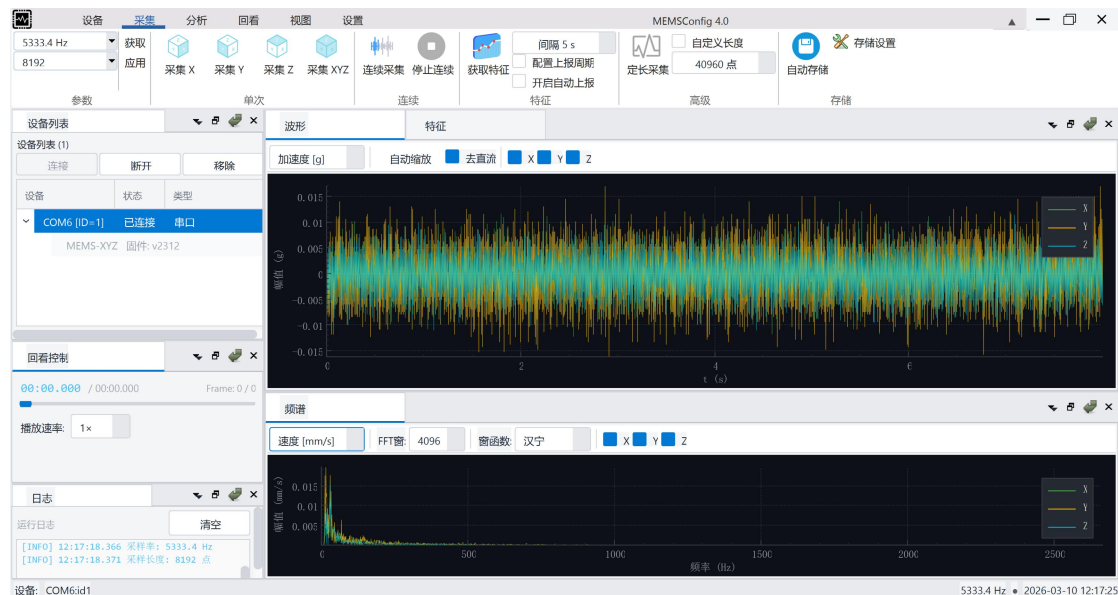 设备 采集 分析 回看 视图 设置 MEMSConfig 4.0
5333.4 Hz 获取
8192 应用
采集 X 采集 Y 采集 Z 采集 XYZ 连续采集 停止连续 获取特征
间隔 5 s
配置上报周期
开启自动上报
定长采集
自定义长度
40960 点
自动存储 存储设置
参数 单次 连续 特征 高级 存储
设备列表
设备列表 (1)
连接 断开 移除
设备 状态 类型
COM6 [ID=1] 已连接 串口
MEMS-XYZ 固件: v2312
回看控制
00:00.000 / 00:00.000 Frame: 0 / 0
播放速率: 1×
日志
运行日志 清空
[INFO] 12:17:18.366 采样率: 5333.4 Hz
[INFO] 12:17:18.371 采样长度: 8192 点
波形 特征
加速度 [g] 自动缩放 去直流 X Y Z
0.015
0.01
0.005
0
-0.005
-0.01
-0.015
幅值 (g)
0 2 4 6
t (s)
X
Y
Z
频谱
速度 [mm/s] FFT窗: 4096 窗函数: 汉宁 X Y Z
0.015
0.01
0.005
幅值 (mm/s)
0 500 1000 1500 2000 2500
频率 (Hz)
X
Y
Z
设备: COM6:id1 5333.4 Hz 2026-03-10 12:17:25